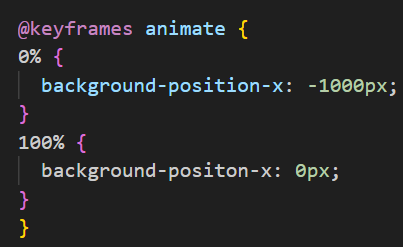 @keyframes animate {
0% {
background-position-x: -1000px;
}
100% {
background-positon-x: 0px;
}
}